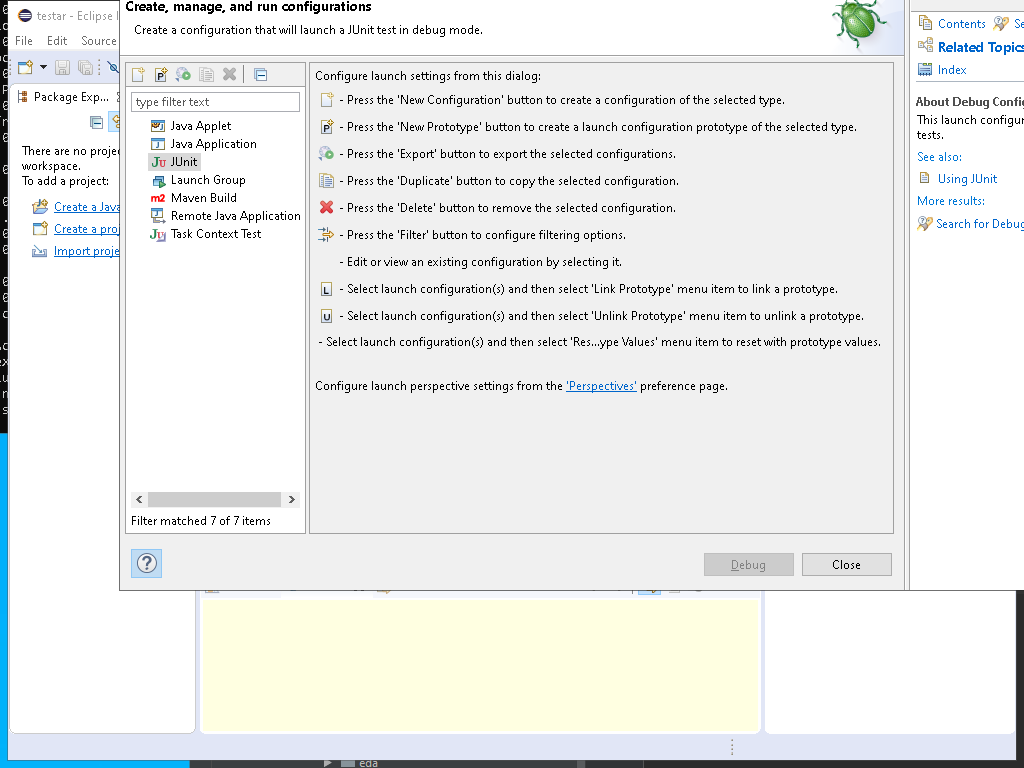 Create, manage, and run configurations
Create a configuration that will launch a JUnit test in debug mode.
testar - Eclipse
File Edit Source
Package Exp...
There are no
workspace.
To add a project:
Create a Java
Create a
Import
type filter text
Java Applet
Java Application
JUnit
Launch Group
Maven Build
Remote Java Application
Task Context Test
Filter matched 7 of 7 items
Configure launch settings from this dialog:
- Press the 'New Configuration' button to create a configuration of the selected type.
- Press the 'New Prototype' button to create a launch configuration prototype of the selected type.
- Press the 'Export' button to export the selected configurations.
- Press the 'Duplicate' button to copy the selected configuration.
- Press the 'Delete' button to remove the selected configuration.
- Press the 'Filter' button to configure filtering options.
- Edit or view an existing configuration by selecting it.
L - Select launch configuration(s) and then select 'Link Prototype' menu item to link a prototype.
U - Select launch configuration(s) and then select 'Unlink Prototype' menu item to unlink a prototype.
- Select launch configuration(s) and then select 'Res...ype Values' menu item to reset with prototype values.
Configure launch perspective settings from the 'Perspectives' preference page.
Debug
Close
Contents
Related Topics
Index
About Debug
This launch
tests.
See also:
Using JUnit
More results:
Search for Debug
eda